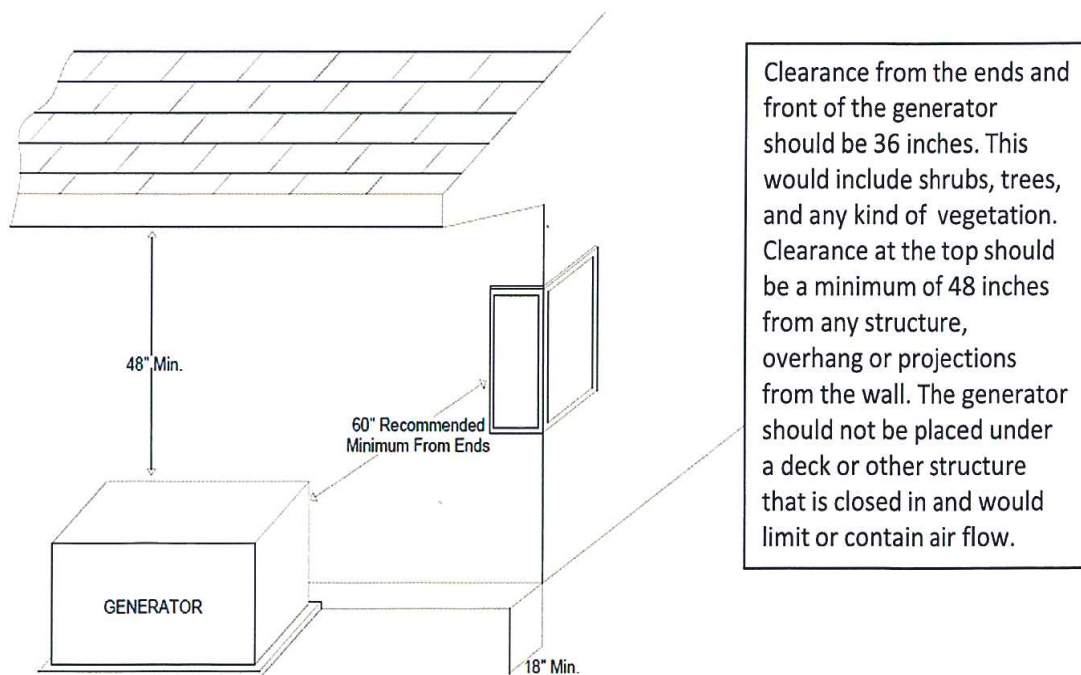 48" Min.
60" Recommended
Minimum From Ends
GENERATOR
18" Min.
Clearance from the ends and
front of the generator
should be 36 inches. This
would include shrubs, trees,
and any kind of vegetation.
Clearance at the top should
be a minimum of 48 inches
from any structure,
overhang or projections
from the wall. The generator
should not be placed under
a deck or other structure
that is closed in and would
limit or contain air flow.